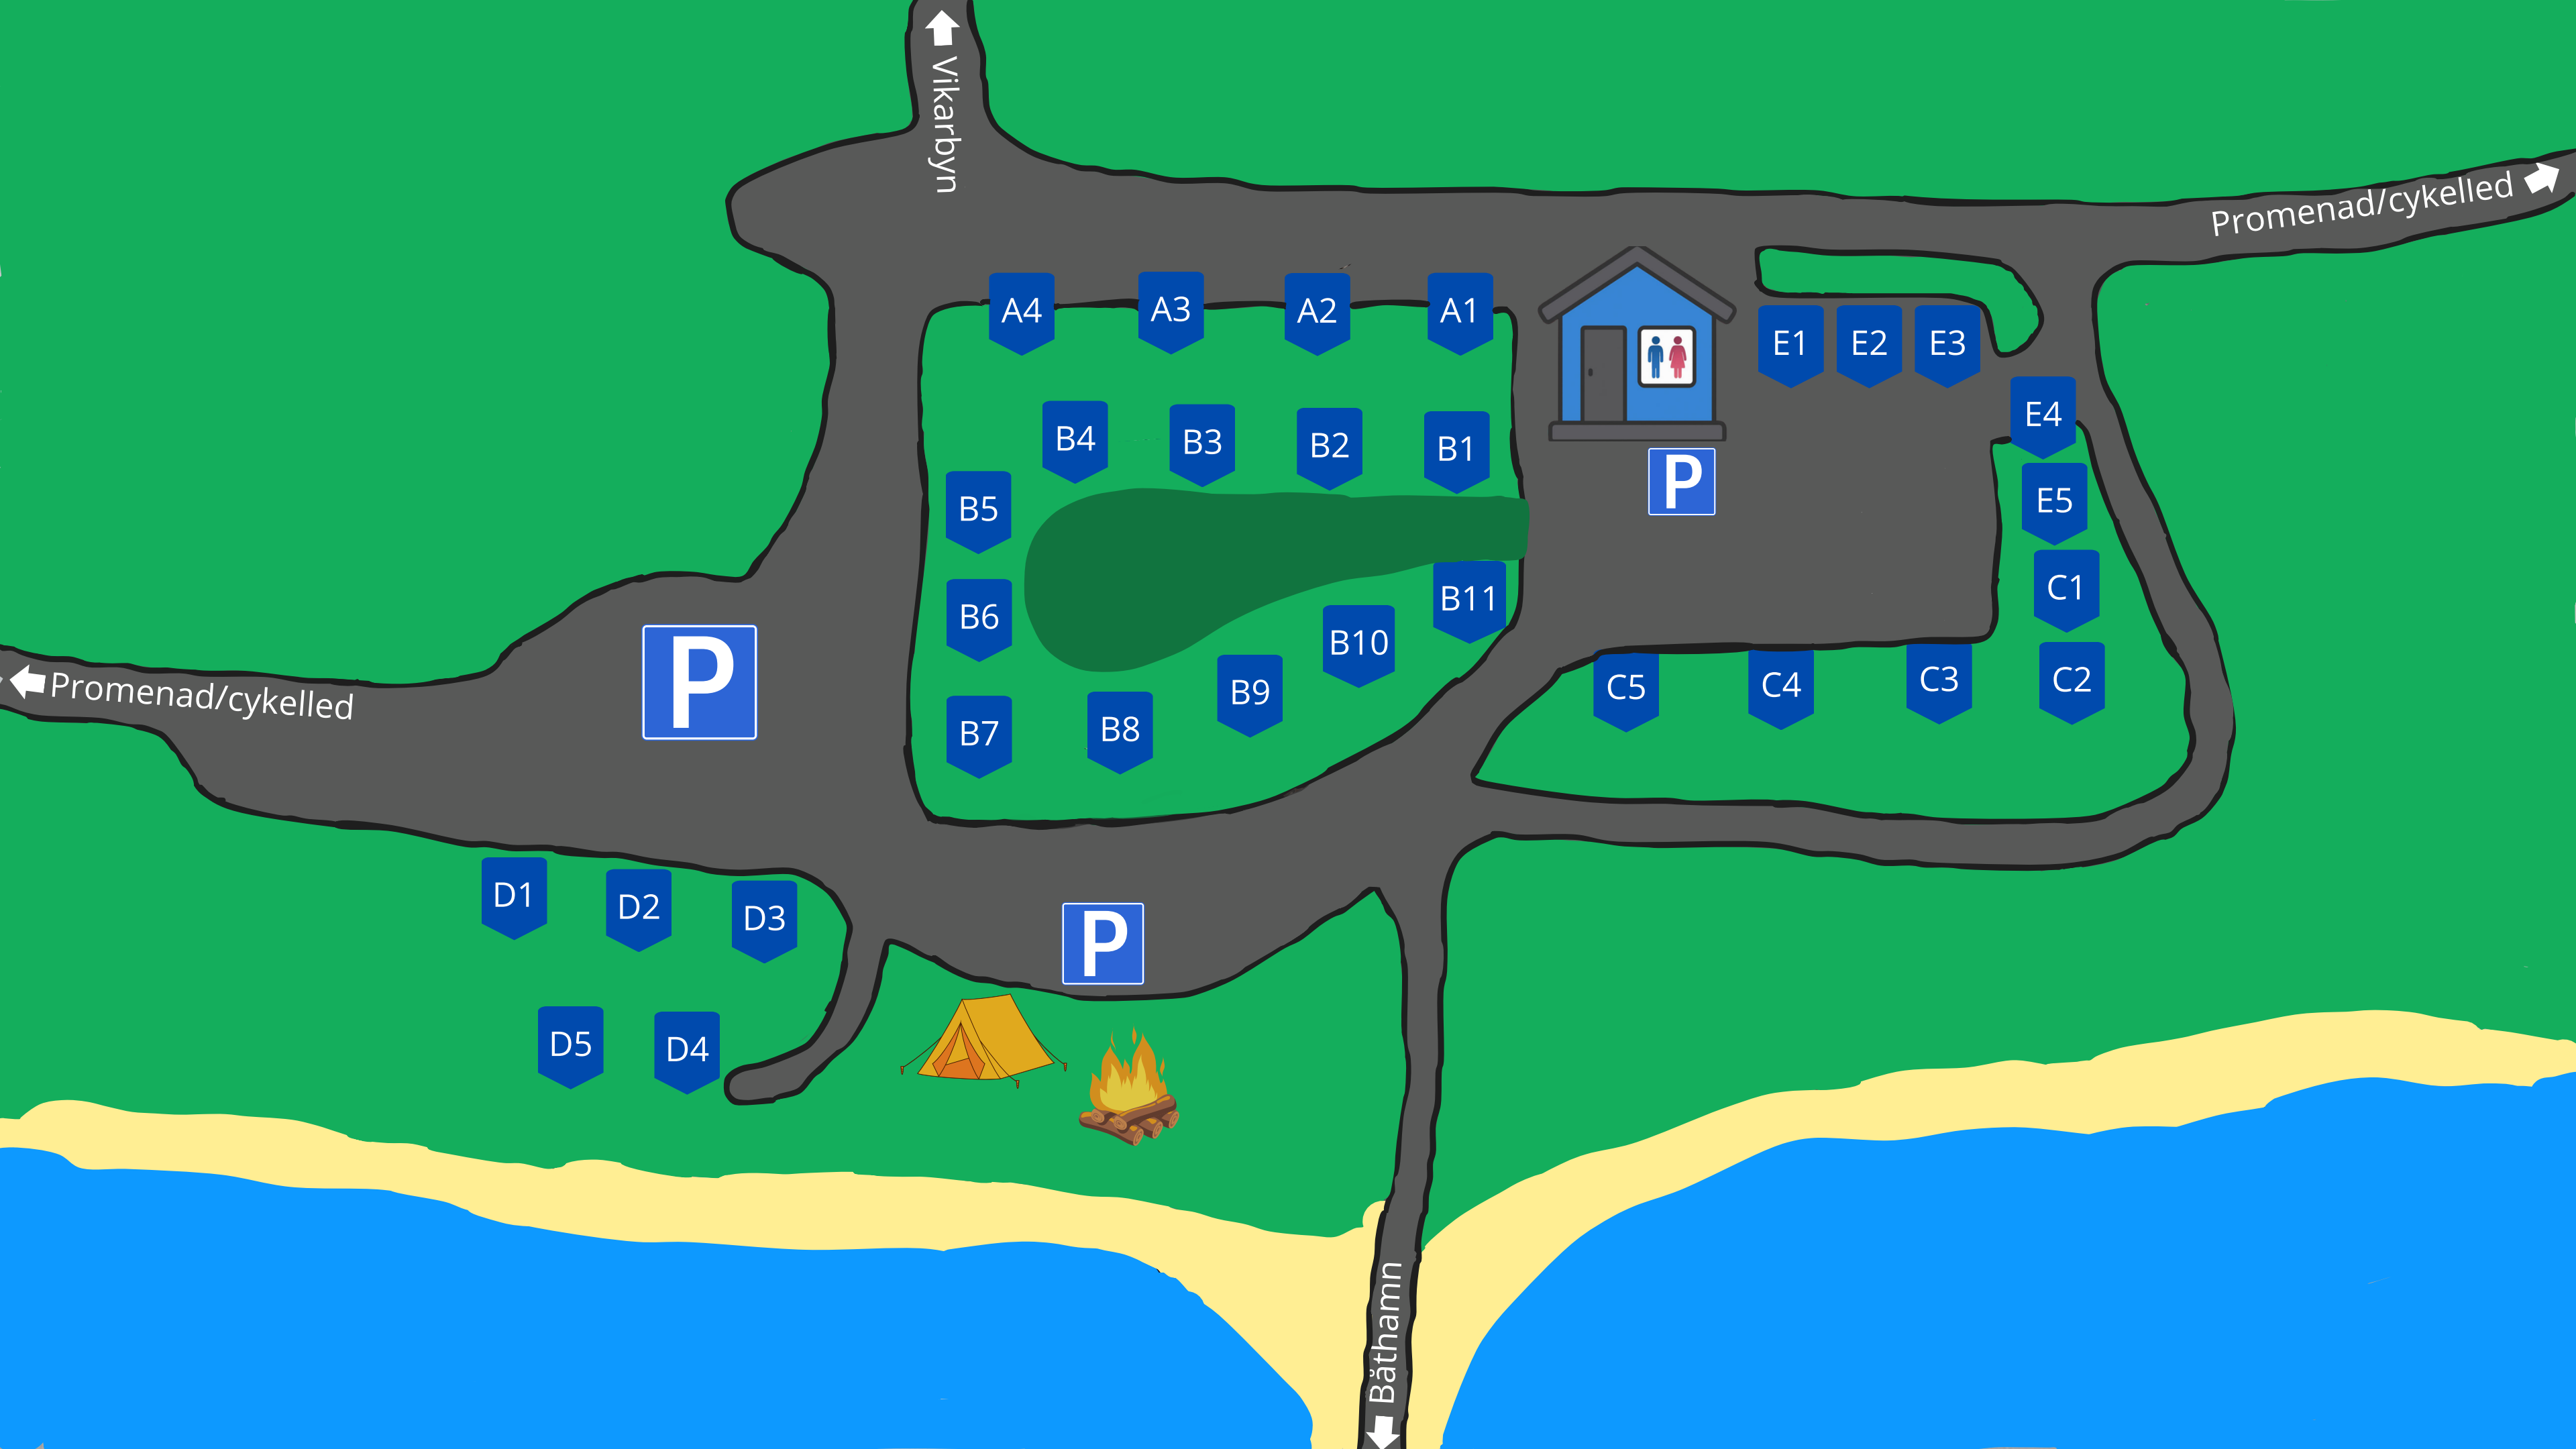 Vikarbyn
Promenad/cykelled
A4
A3
A2
A1
E1
E2
E3
E4
B4
B3
B2
B1
P
B5
E5
C1
B6
B11
B10
P
Promenad/cykelled
B7
B8
B9
C5
C4
C3
C2
D1
D2
D3
P
D5
D4
Båthamn